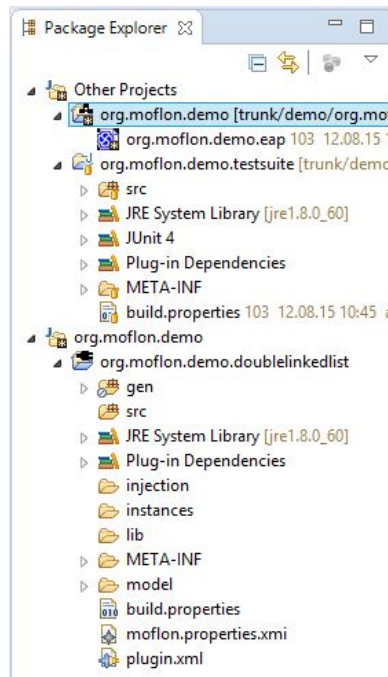 Package Explorer
Other Projects
org.moflon.demo [trunk/demo/org.mo
org.moflon.demo.eap 103 12.08.15 1
org.moflon.demo.testsuite [trunk/demo
src
JRE System Library [jre1.8.0_60]
JUnit 4
Plug-in Dependencies
META-INF
build.properties 103 12.08.15 10:45 a
org.moflon.demo
org.moflon.demo.doublelinkedlist
gen
src
JRE System Library [jre1.8.0_60]
Plug-in Dependencies
injection
instances
lib
META-INF
model
build.properties
moflon.properties.xmi
plugin.xml